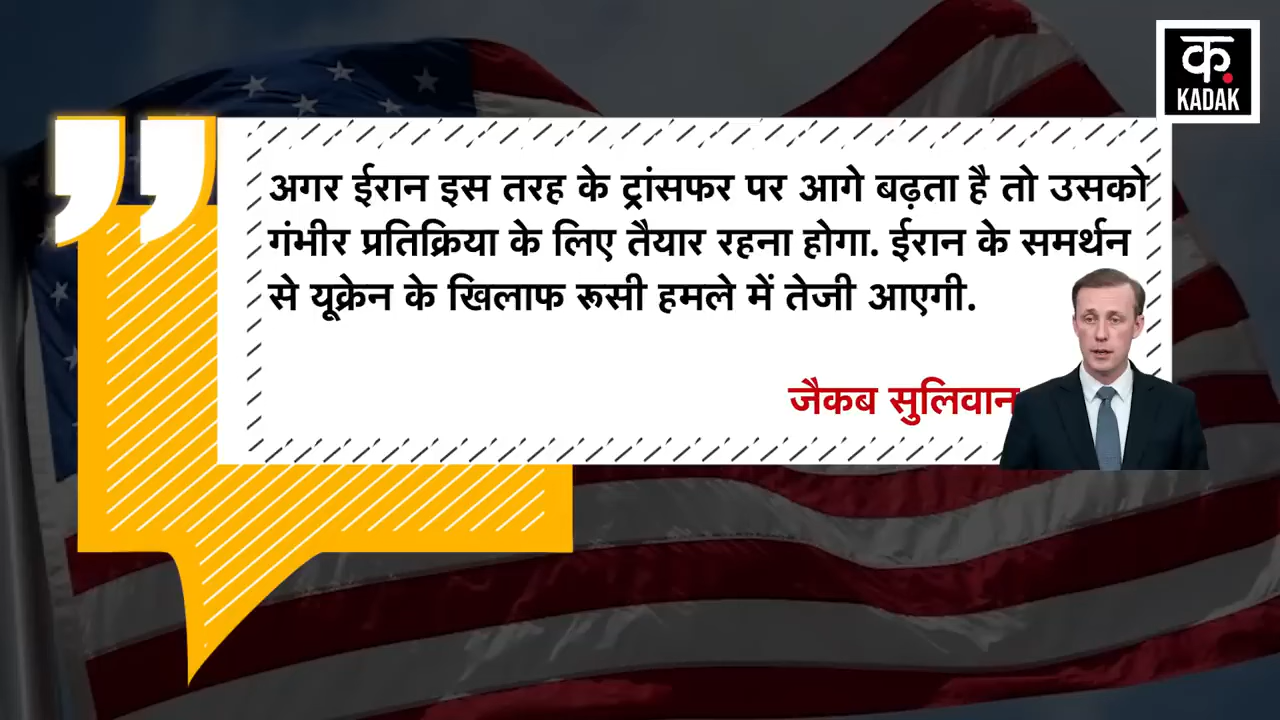 क.
KADAK
अगर ईरान इस तरह के ट्रांसफर पर आगे बढ़ता है तो उसको
गंभीर प्रतिक्रिया के लिए तैयार रहना होगा. ईरान के समर्थन
से यूक्रेन के खिलाफ रूसी हमले में तेजी आएगी.
जैकब सुलिवान